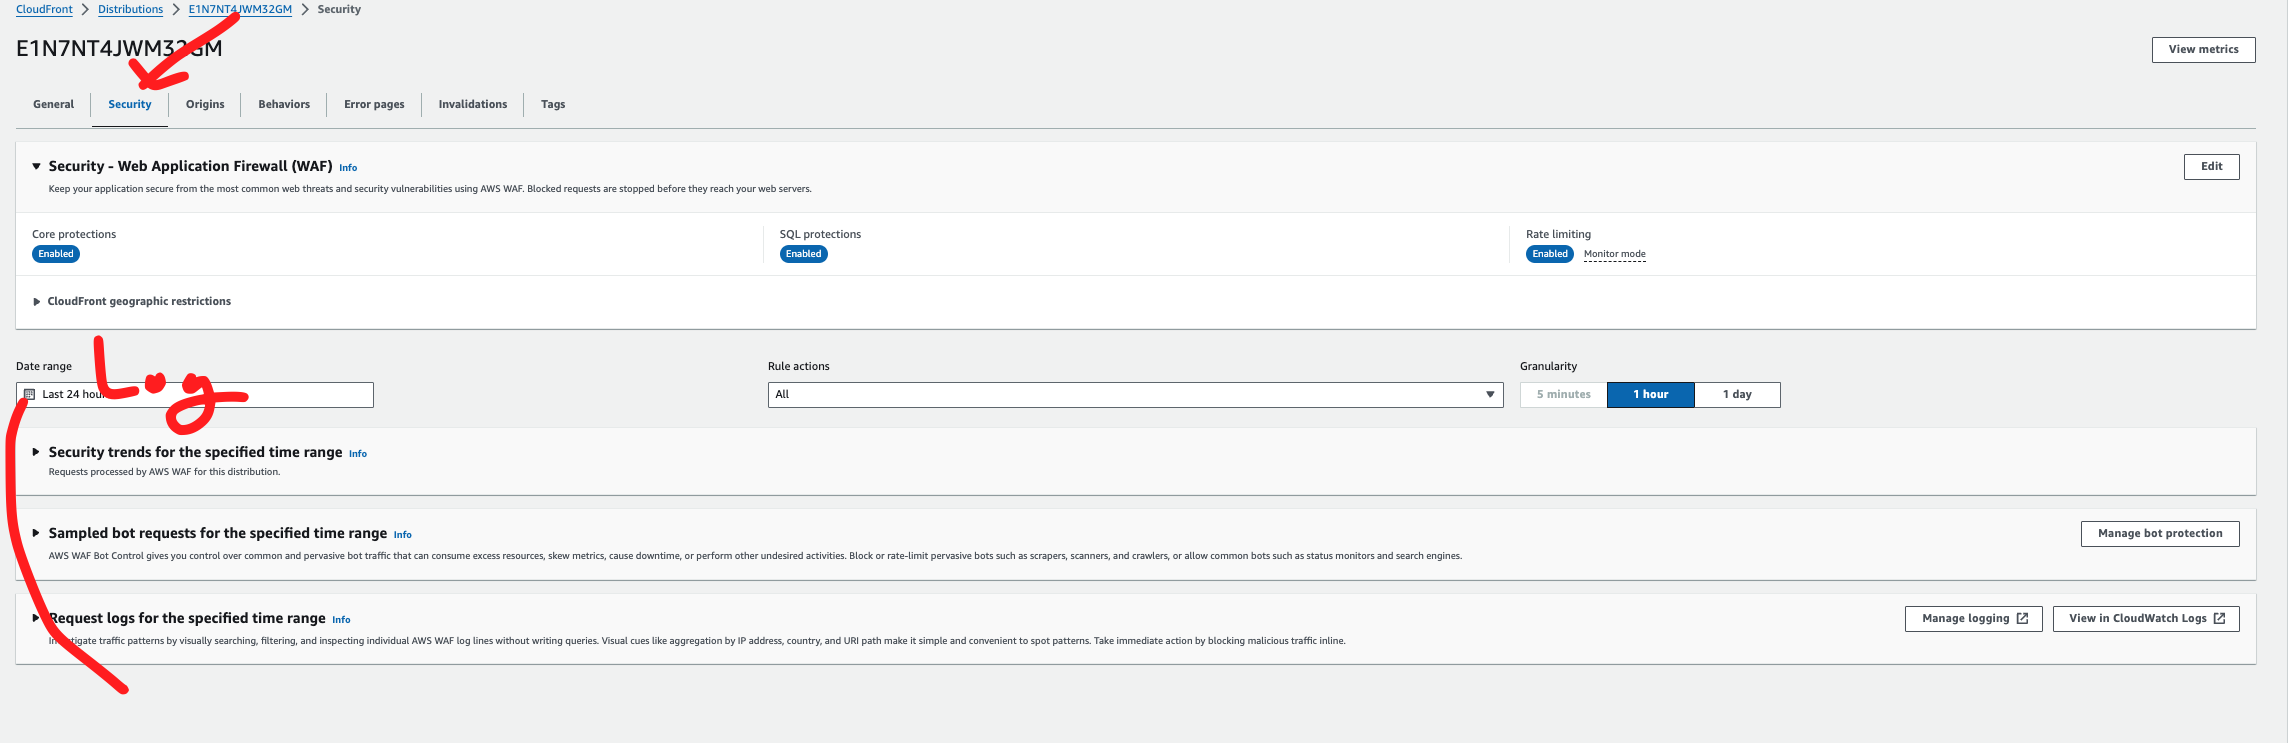 CloudFront > Distributions > E1N7NT4JWM32GM > Security
E1N7NT4JWM32GM
View metrics
General Security Origins Behaviors Error pages Invalidations Tags
Security - Web Application Firewall (WAF) Info
Edit
Keep your application secure from the most common web threats and security vulnerabilities using AWS WAF. Blocked requests are stopped before they reach your web servers.
Core protections SQL protections Rate limiting
Enabled Enabled Enabled Monitor mode
CloudFront geographic restrictions
Log
Date range Rule actions Granularity
Last 24 hou All 5 minutes 1 hour 1 day
Security trends for the specified time range Info
Requests processed by AWS WAF for this distribution.
Sampled bot requests for the specified time range Info
Manage bot protection
AWS WAF Bot Control gives you control over common and pervasive bot traffic that can consume excess resources, skew metrics, cause downtime, or perform other undesired activities. Block or rate-limit pervasive bots such as scrapers, scanners, and crawlers, or allow common bots such as status monitors and search engines.
Request logs for the specified time range Info
Manage logging View in CloudWatch Logs
Investigate traffic patterns by visually searching, filtering, and inspecting individual AWS WAF log lines without writing queries. Visual cues like aggregation by IP address, country, and URI path make it simple and convenient to spot patterns. Take immediate action by blocking malicious traffic inline.